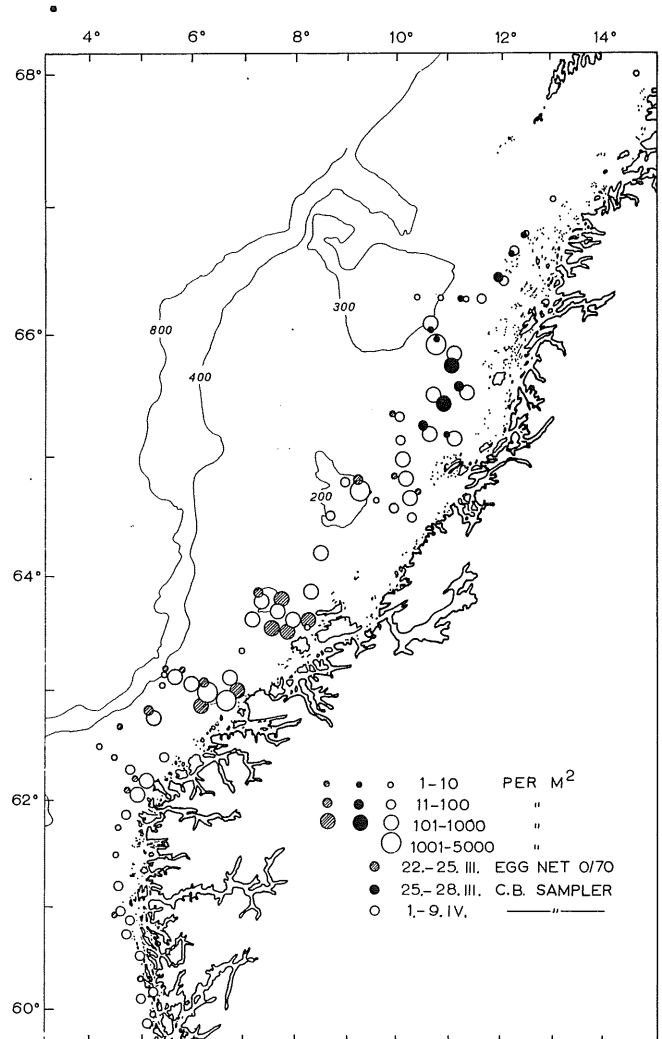 4° 6° 8° 10° 12° 14°
68°
300
66°
800
400
200
64°
1-10 PER M²
62°
11-100 "
101-1000 "
1001-5000 "
22.-25. III. EGG NET 0/70
25.-28. III. C.B. SAMPLER
1.-9. IV. —"—
60°